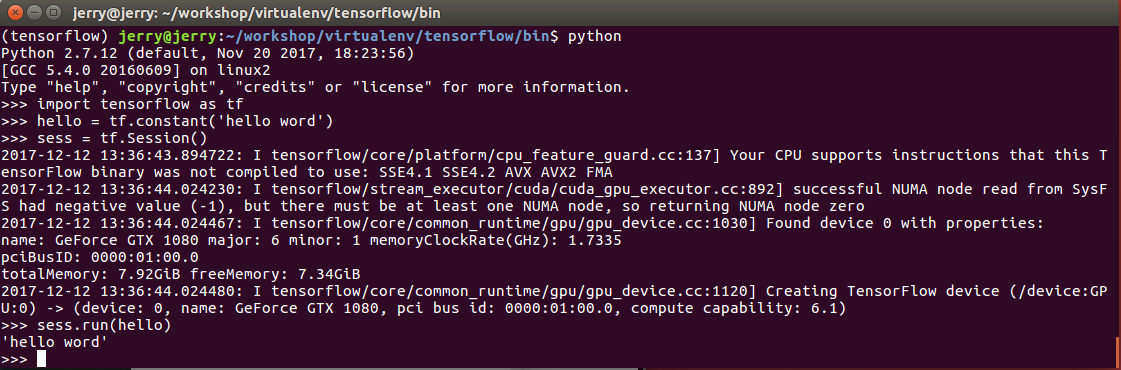 jerry@jerry: ~/workshop/virtualenv/tensorflow/bin
(tensorflow) jerry@jerry:~/workshop/virtualenv/tensorflow/bin$ python
Python 2.7.12 (default, Nov 20 2017, 18:23:56)
[GCC 5.4.0 20160609] on linux2
Type "help", "copyright", "credits" or "license" for more information.
>>> import tensorflow as tf
>>> hello = tf.constant('hello word')
>>> sess = tf.Session()
2017-12-12 13:36:43.894722: I tensorflow/core/platform/cpu_feature_guard.cc:137] Your CPU supports instructions that this T
ensorFlow binary was not compiled to use: SSE4.1 SSE4.2 AVX AVX2 FMA
2017-12-12 13:36:44.024230: I tensorflow/stream_executor/cuda/cuda_gpu_executor.cc:892] successful NUMA node read from SysF
S had negative value (-1), but there must be at least one NUMA node, so returning NUMA node zero
2017-12-12 13:36:44.024467: I tensorflow/core/common_runtime/gpu/gpu_device.cc:1030] Found device 0 with properties:
name: GeForce GTX 1080 major: 6 minor: 1 memoryClockRate(GHz): 1.7335
pciBusID: 0000:01:00.0
totalMemory: 7.92GiB freeMemory: 7.34GiB
2017-12-12 13:36:44.024480: I tensorflow/core/common_runtime/gpu/gpu_device.cc:1120] Creating TensorFlow device (/device:GP
U:0) -> (device: 0, name: GeForce GTX 1080, pci bus id: 0000:01:00.0, compute capability: 6.1)
>>> sess.run(hello)
'hello word'
>>>